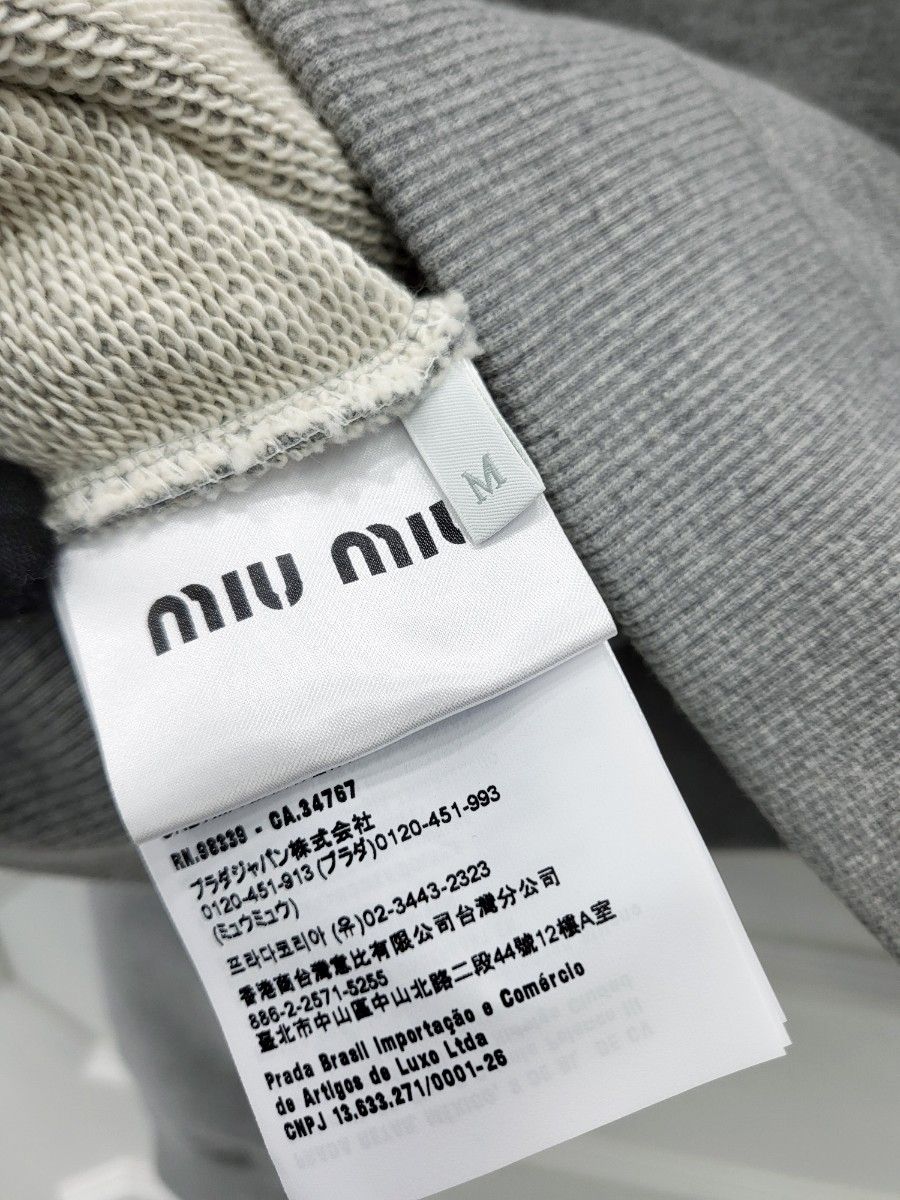 M
MIU MIU
RN.98339 - CA.34767
プラダジャパン株式会社
0120-451-913 (プラダ)0120-451-993
(ミュウミュウ)
프라다코리아 (유)02-3443-2323
香港商台灣意比有限公司台灣分公司
886-2-2571-5255
臺北市中山區中山北路二段44號12樓A室
Prada Brasil Importação e Comércio
de Artigos de Luxo Ltda
CNPJ 13.633.271/0001-26